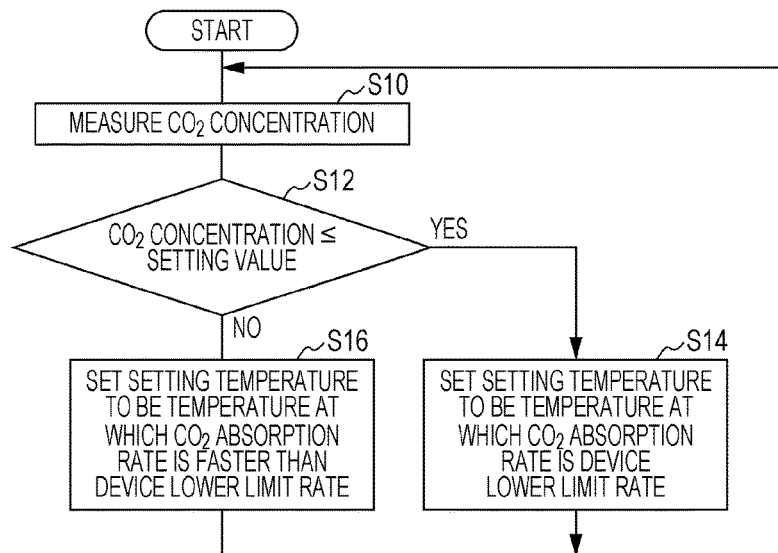 START
S10
MEASURE CO₂ CONCENTRATION
S12
CO₂ CONCENTRATION ≤
SETTING VALUE
YES
NO
S16
SET SETTING TEMPERATURE
TO BE TEMPERATURE AT
WHICH CO₂ ABSORPTION
RATE IS FASTER THAN
DEVICE LOWER LIMIT RATE
S14
SET SETTING TEMPERATURE
TO BE TEMPERATURE AT
WHICH CO₂ ABSORPTION
RATE IS DEVICE
LOWER LIMIT RATE